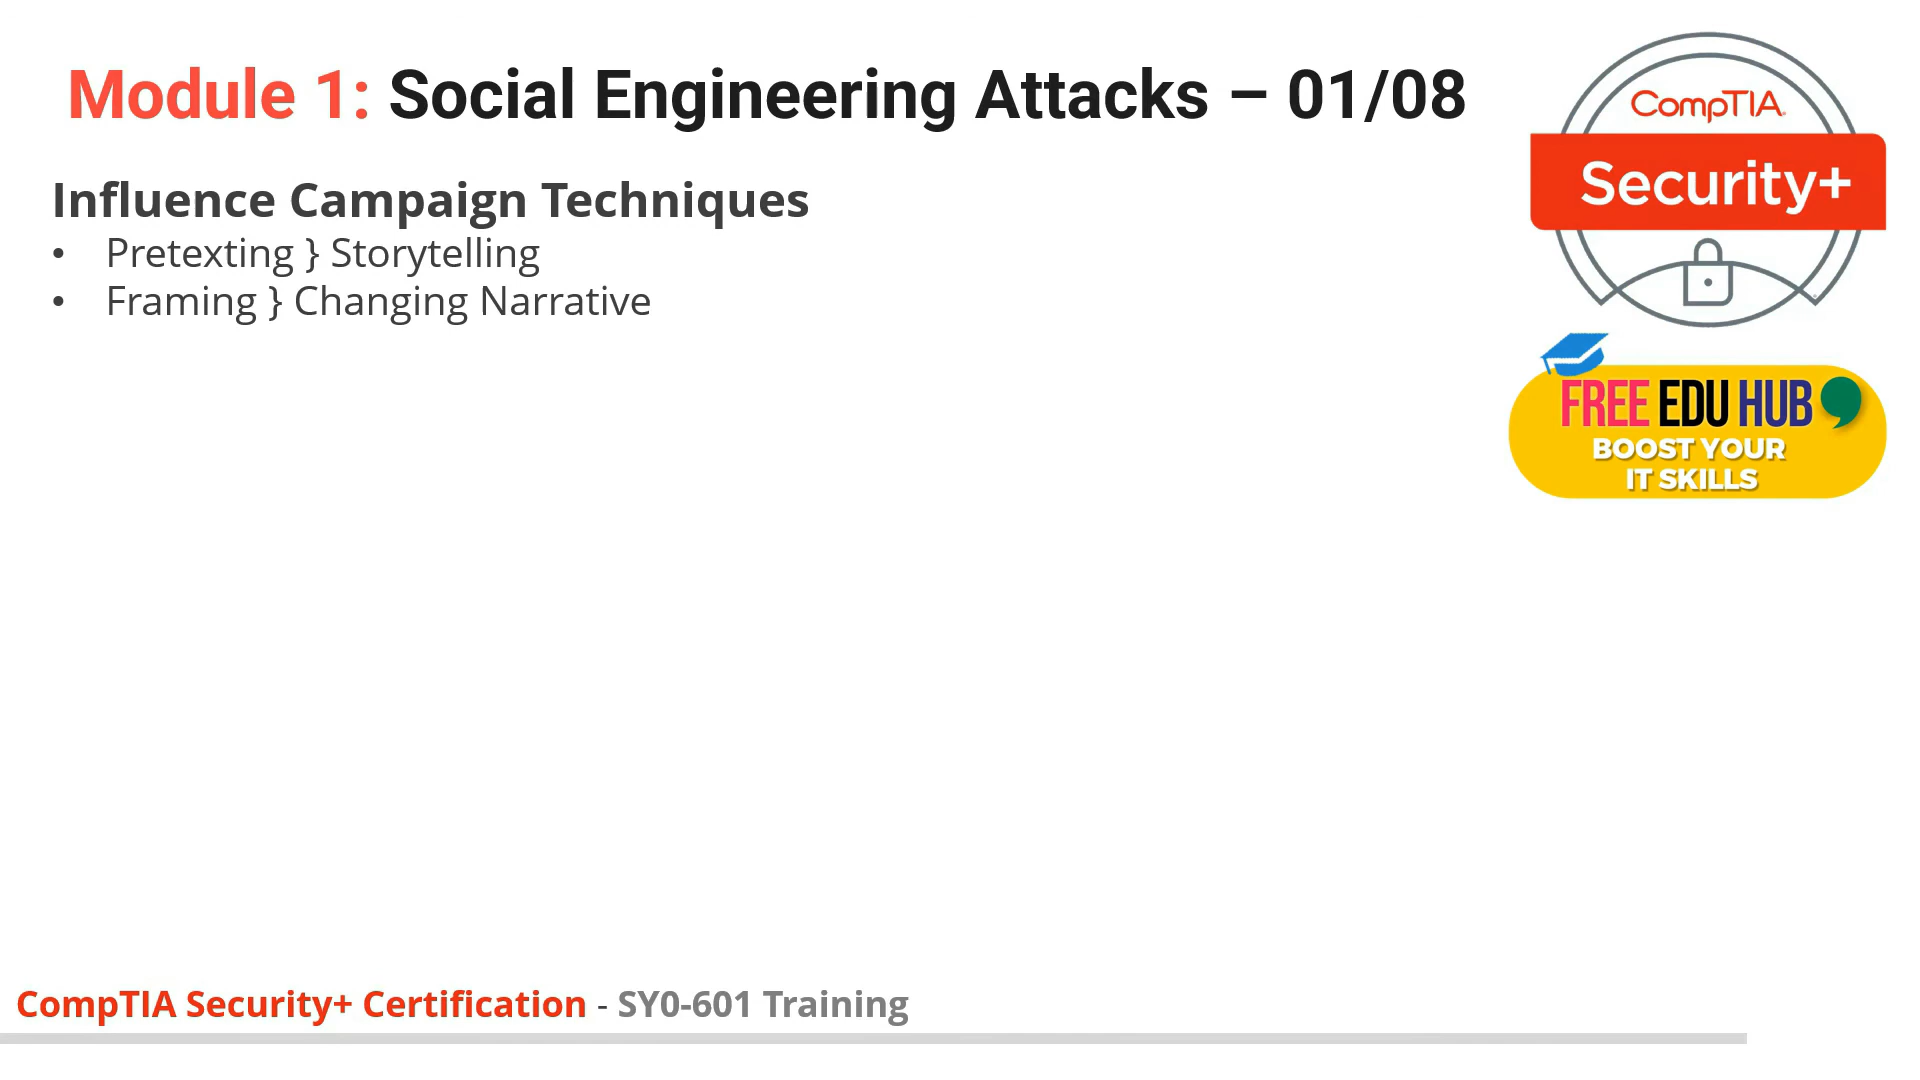 Module 1: Social Engineering Attacks – 01/08
Influence Campaign Techniques
• Pretexting } Storytelling
• Framing } Changing Narrative
CompTIA
Security+
FREE EDU HUB
BOOST YOUR
IT SKILLS
CompTIA Security+ Certification - SY0-601 Training